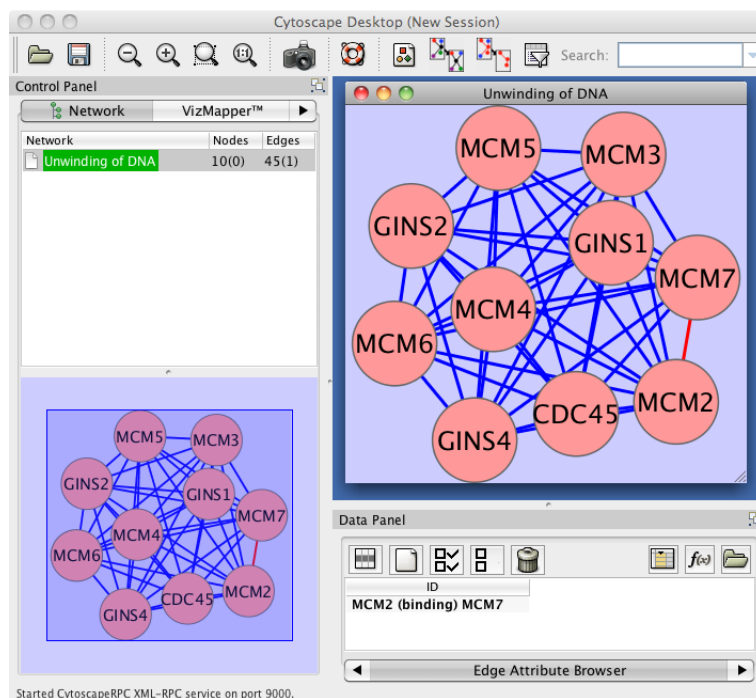 Cytoscape Desktop (New Session)
1:1
Search:
Control Panel
Network VizMapper™
Network Nodes Edges
Unwinding of DNA 10(0) 45(1)
Unwinding of DNA
MCM5
MCM3
GINS2
GINS1
MCM7
MCM4
MCM6
MCM2
CDC45
GINS4
MCM5
MCM3
GINS2
GINS1
MCM7
MCM4
MCM6
MCM2
CDC45
GINS4
Data Panel
f(x)
ID
MCM2 (binding) MCM7
Edge Attribute Browser
Started CytoscapeRPC XML-RPC service on port 9000.